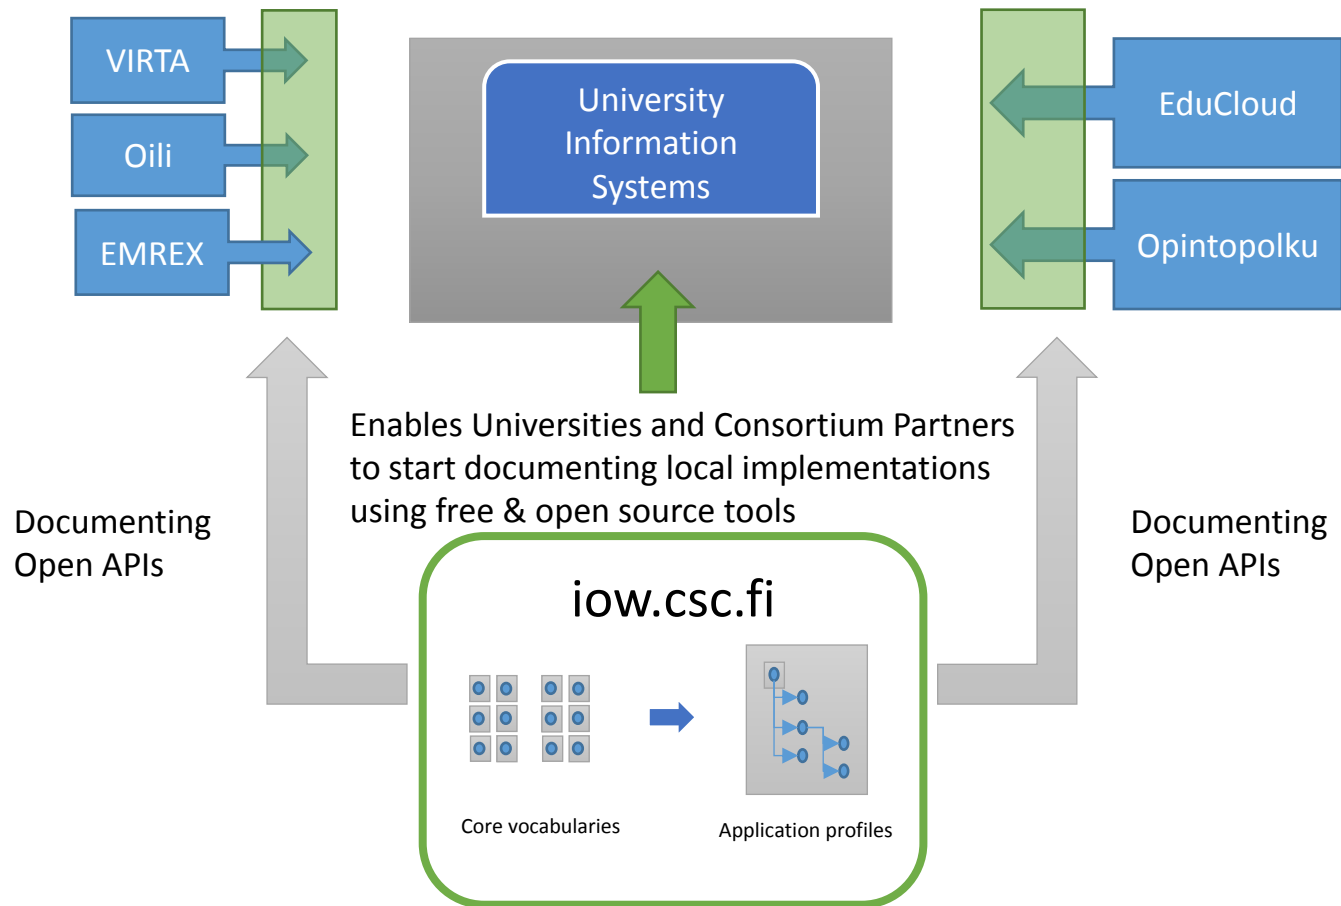 VIRTA
Oili
EMREX
University
Information
Systems
EduCloud
Opintopolku
Enables Universities and Consortium Partners
to start documenting local implementations
using free & open source tools
Documenting
Open APIs
Documenting
Open APIs
iow.csc.fi
Core vocabularies
Application profiles